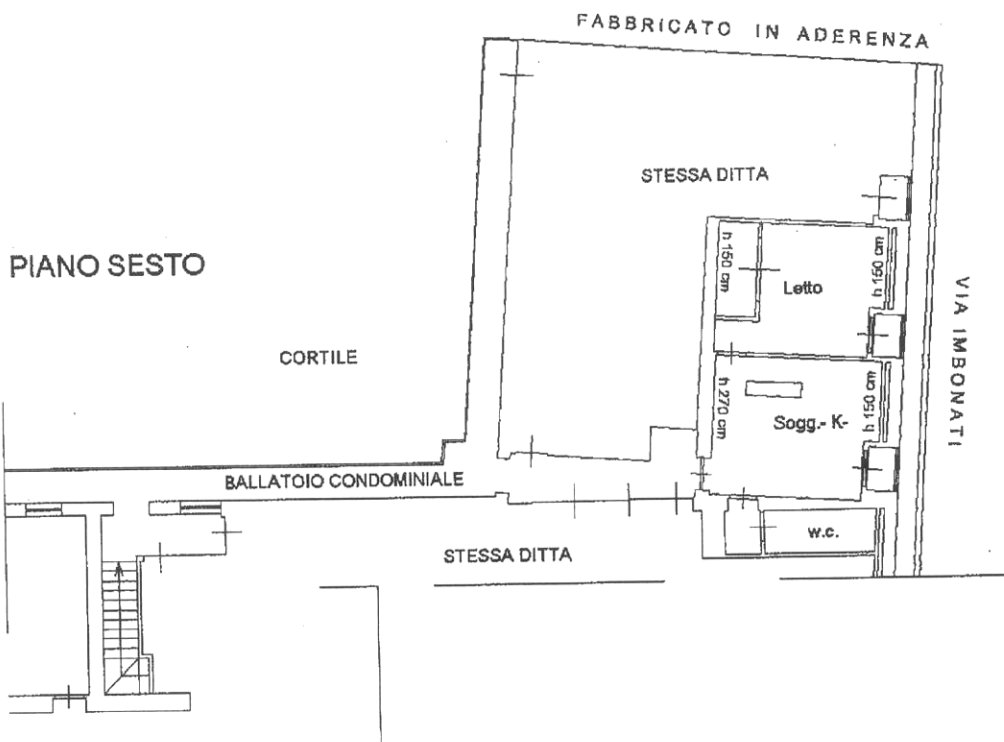 FABBRICATO IN ADERENZA
STESSA DITTA
PIANO SESTO
h 150 cm
Letto
h 150 cm
VIA IMBONATI
CORTILE
h 270 cm
Sogg.- K-
h 150 cm
BALLATOIO CONDOMINIALE
w.c.
STESSA DITTA